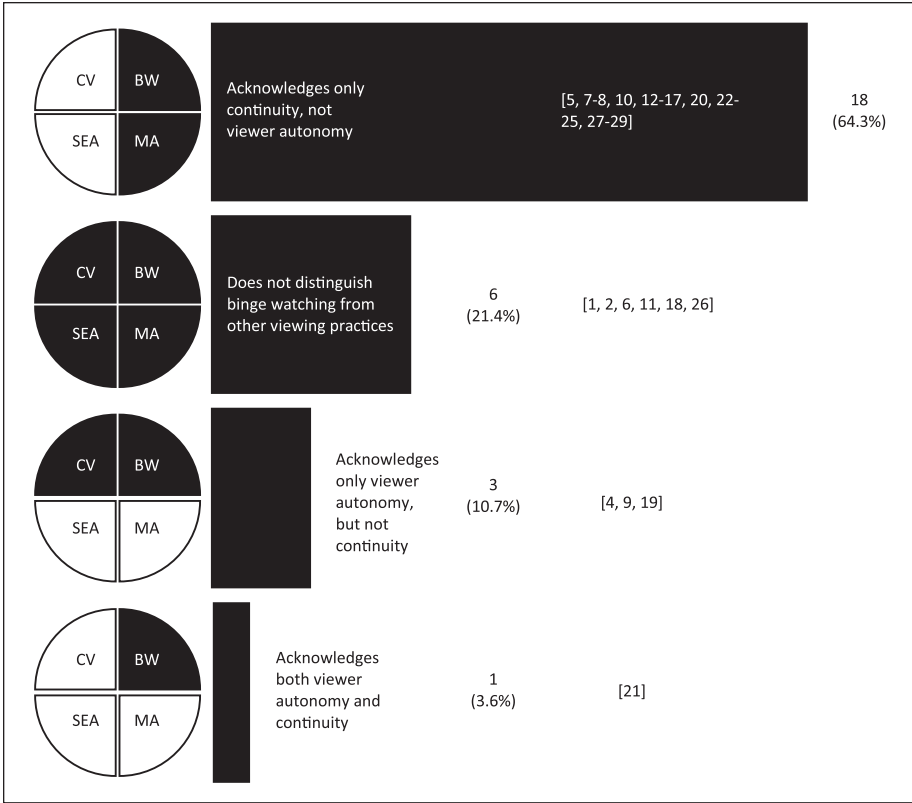 CV BW
SEA MA
Acknowledges only
continuity, not
viewer autonomy
[5, 7-8, 10, 12-17, 20, 22-
25, 27-29]
18
(64.3%)
CV BW
SEA MA
Does not distinguish
binge watching from
other viewing practices
6
(21.4%)
[1, 2, 6, 11, 18, 26]
CV BW
SEA MA
Acknowledges
only viewer
autonomy,
but not
continuity
3
(10.7%)
[4, 9, 19]
CV BW
SEA MA
Acknowledges
both viewer
autonomy and
continuity
1
(3.6%)
[21]